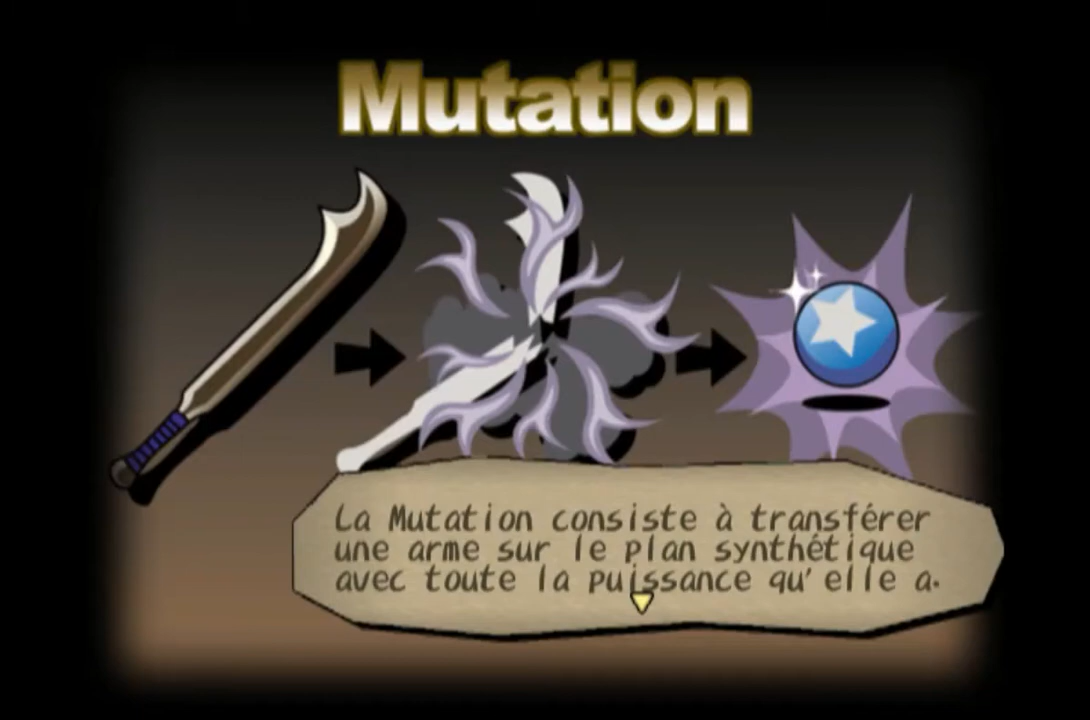 Mutation
La Mutation consiste à transférer
une arme sur le plan synthétique
avec toute la puissance qu'elle a.